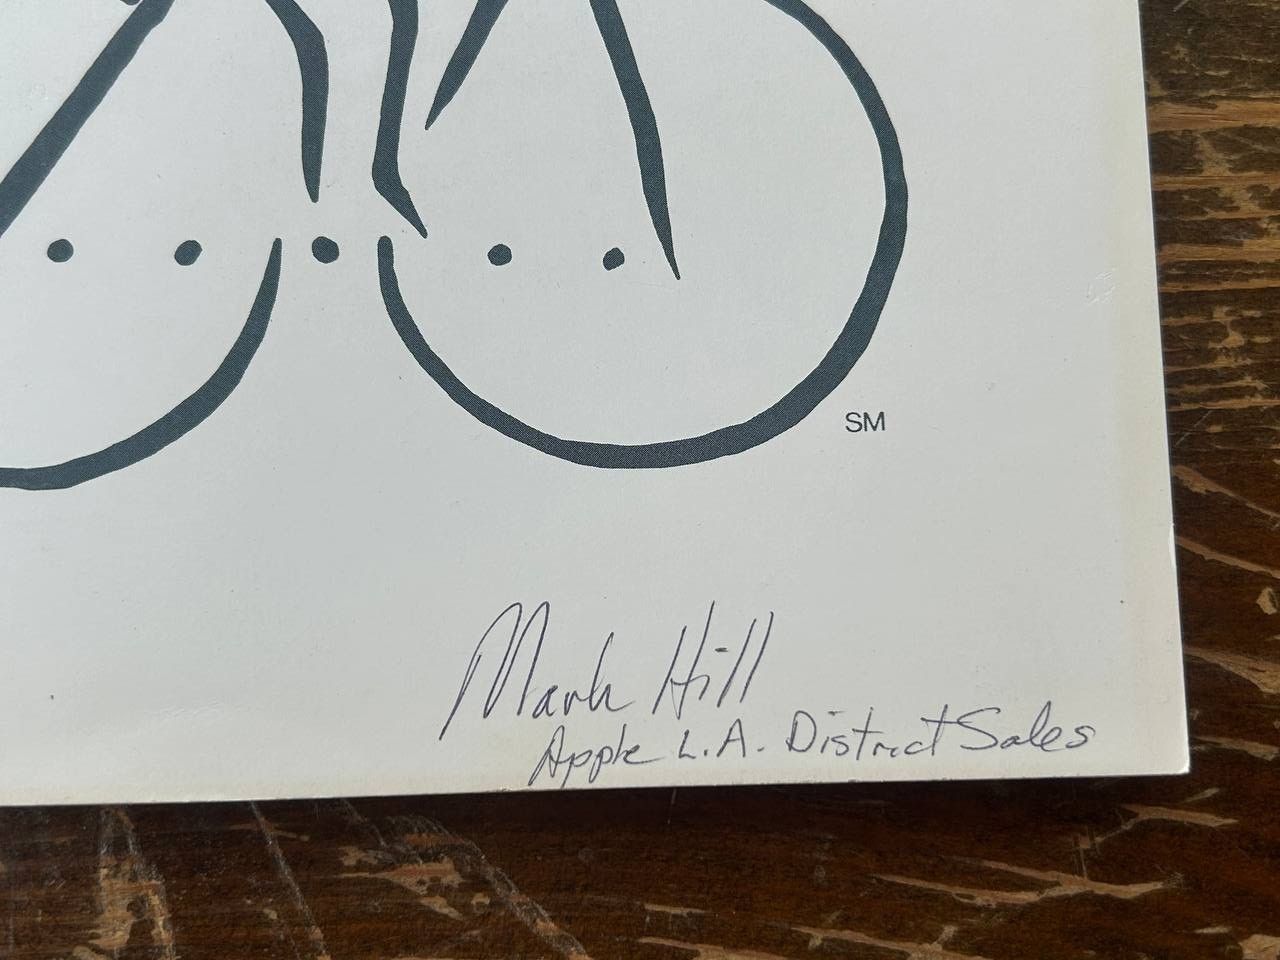 SM
Mark Hill
Apple L.A. District Sales